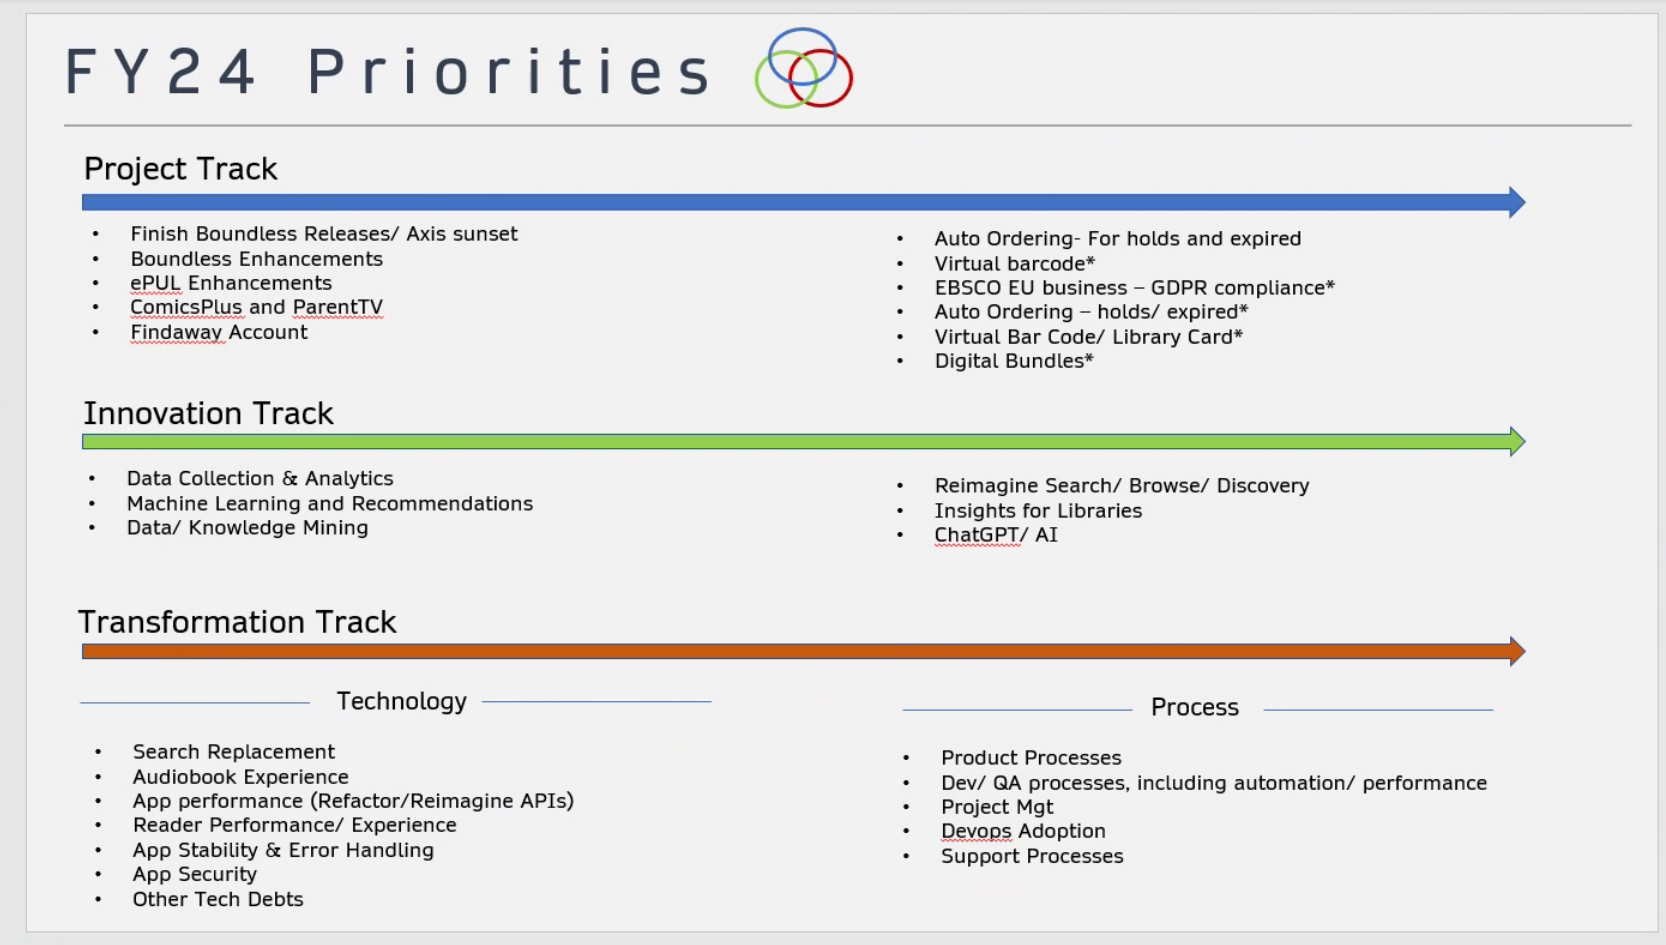 FY24 Priorities
Project Track
• Finish Boundless Releases/ Axis sunset
• Boundless Enhancements
• ePUL Enhancements
• ComicsPlus and ParentTV
• Findaway Account
• Auto Ordering- For holds and expired
• Virtual barcode*
• EBSCO EU business – GDPR compliance*
• Auto Ordering – holds/ expired*
• Virtual Bar Code/ Library Card*
• Digital Bundles*
Innovation Track
• Data Collection & Analytics
• Machine Learning and Recommendations
• Data/ Knowledge Mining
• Reimagine Search/ Browse/ Discovery
• Insights for Libraries
• ChatGPT/ AI
Transformation Track
Technology
• Search Replacement
• Audiobook Experience
• App performance (Refactor/Reimagine APIs)
• Reader Performance/ Experience
• App Stability & Error Handling
• App Security
• Other Tech Debts
Process
• Product Processes
• Dev/ QA processes, including automation/ performance
• Project Mgt
• Devops Adoption
• Support Processes